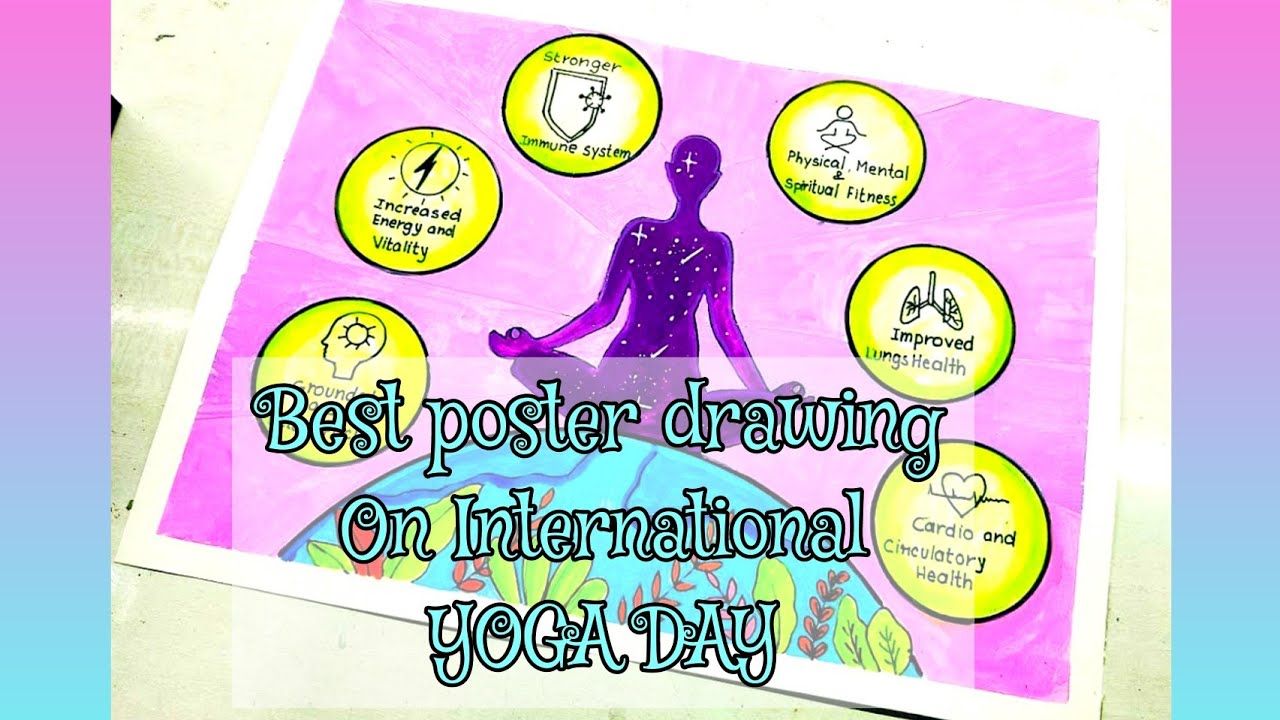 Stronger
Immune System
Physical, Mental
&
Spiritual Fitness
Increased
Energy and
Vitality
Improved
Lungs Health
Cardio and
Circulatory
Health
Best poster drawing
On International
YOGA DAY